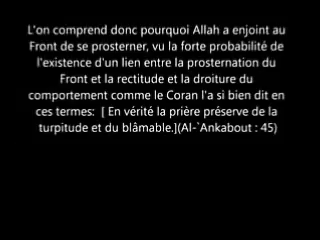 L'on comprend donc pourquoi Allah a enjoint au
Front de se prosterner, vu la forte probabilité de
l'existence d'un lien entre la prosternation du
Front et la rectitude et la droiture du
comportement comme le Coran l'a si bien dit en
ces termes:  [ En vérité la prière préserve de la
turpitude et du blâmable.](Al-`Ankabout : 45)